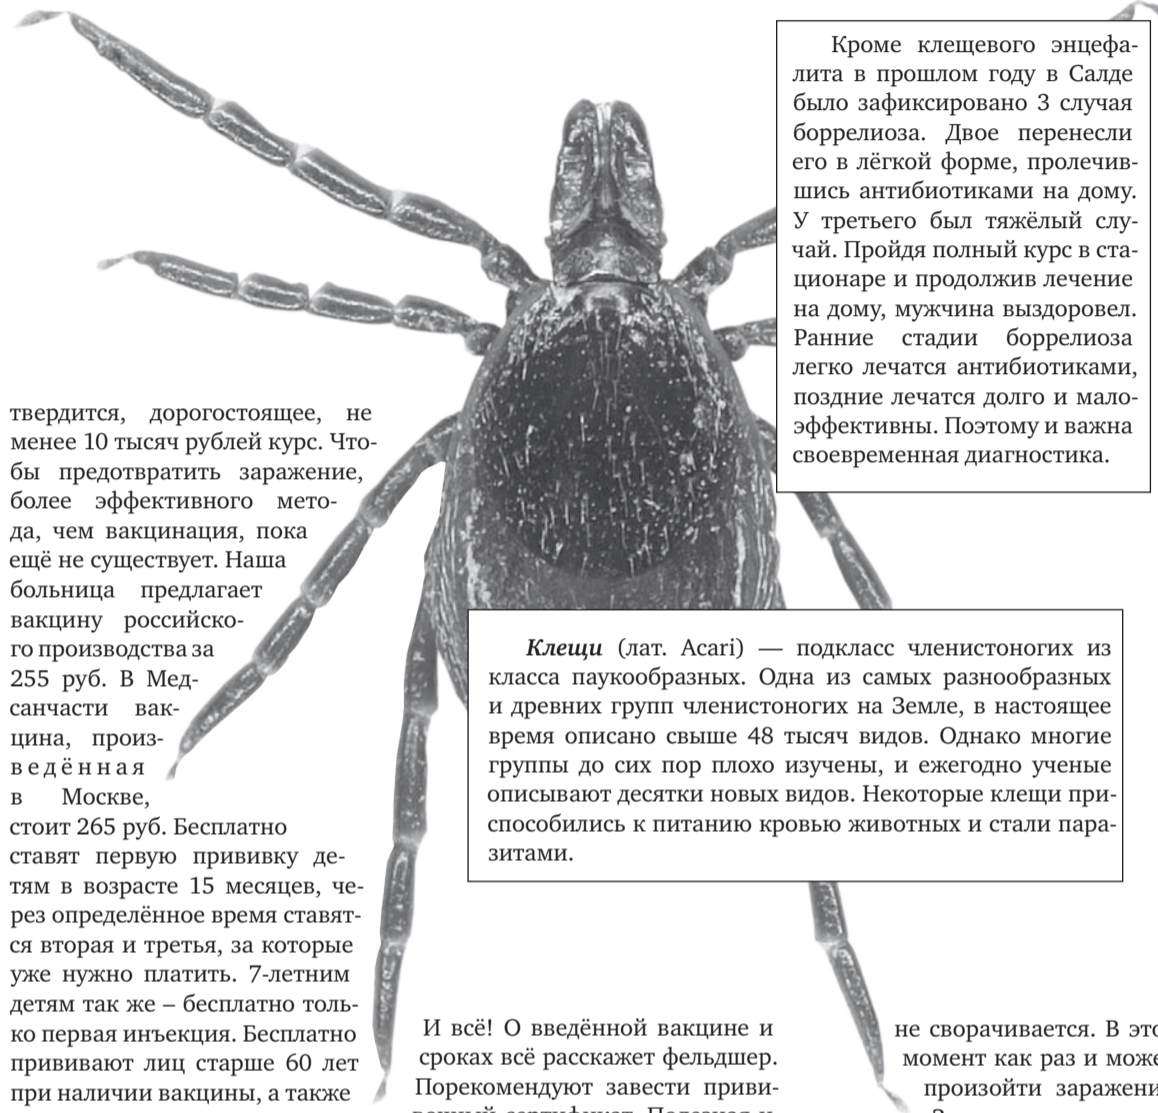 Кроме клещевого энцефа-
лита в прошлом году в Салде
было зафиксировано 3 случая
боррелиоза. Двое перенесли
его в лёгкой форме, пролечив-
шись антибиотиками на дому.
У третьего был тяжёлый слу-
чай. Пройдя полный курс в ста-
ционаре и продолжив лечение
на дому, мужчина выздоровел.
Ранние стадии боррелиоза
легко лечатся антибиотиками,
поздние лечатся долго и мало-
эффективны. Поэтому и важна
своевременная диагностика.
твердится, дорогостоящее, не
менее 10 тысяч рублей курс. Что-
бы предотвратить заражение,
более эффективного мето-
да, чем вакцинация, пока
ещё не существует. Наша
больница предлагает
вакцину российско-
го производства за
255 руб. В Мед-
санчасти вак-
цина, произ-
ведённая
в Москве,
стоит 265 руб. Бесплатно
ставят первую прививку де-
тям в возрасте 15 месяцев, че-
рез определённое время ставят-
ся вторая и третья, за которые
уже нужно платить. 7-летним
детям так же – бесплатно толь-
ко первая инъекция. Бесплатно
прививают лиц старше 60 лет
при наличии вакцины, а также
Клещи (лат. Acari) — подкласс членистоногих из
класса паукообразных. Одна из самых разнообразных
и древних групп членистоногих на Земле, в настоящее
время описано свыше 48 тысяч видов. Однако многие
группы до сих пор плохо изучены, и ежегодно ученые
описывают десятки новых видов. Некоторые клещи при-
способились к питанию кровью животных и стали пара-
зитами.
И всё! О введённой вакцине и
сроках всё расскажет фельдшер.
Порекомендуют завести приви-
не сворачивается. В это
момент как раз и може
произойти заражени